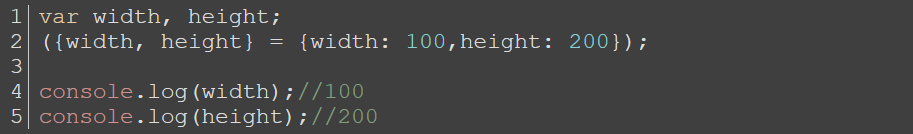 1 var width, height;
2 ({width, height} = {width: 100,height: 200});
3
4 console.log(width);//100
5 console.log(height);//200